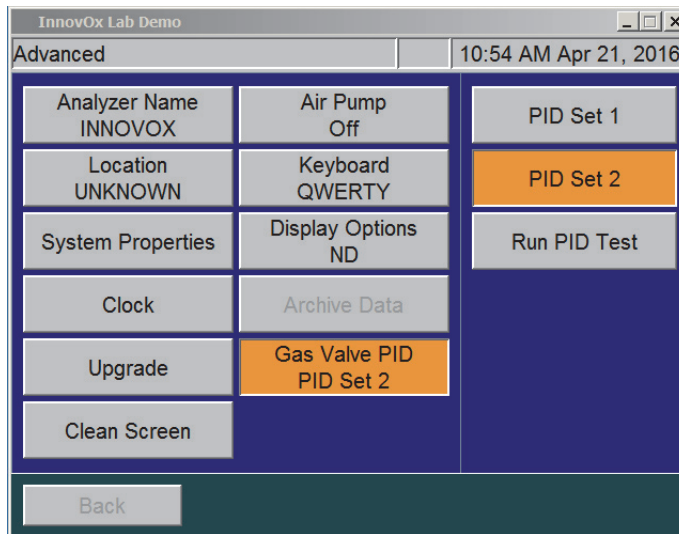 InnovOx Lab Demo
Advanced
10:54 AM Apr 21, 2016
Analyzer Name
INNOVOX
Air Pump
Off
PID Set 1
Location
UNKNOWN
Keyboard
QWERTY
PID Set 2
System Properties
Display Options
ND
Run PID Test
Clock
Archive Data
Upgrade
Gas Valve PID
PID Set 2
Clean Screen
Back